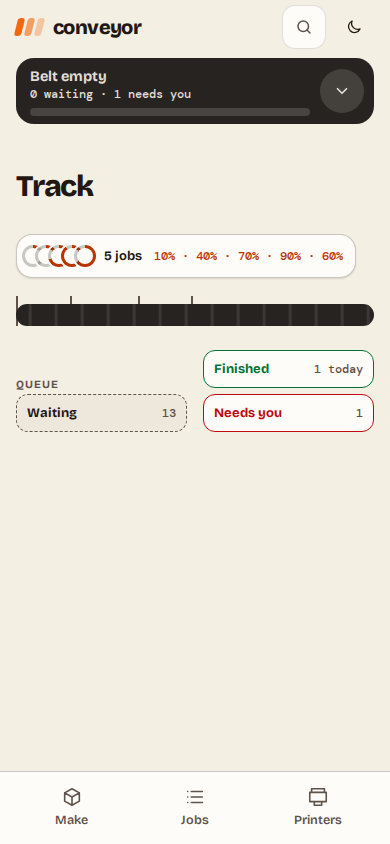 conveyor
Belt empty
0 waiting · 1 needs you
Track
5 jobs 10% · 40% · 70% · 90% · 60%
Finished 1 today
QUEUE
Waiting 13
Needs you 1
Make
Jobs
Printers